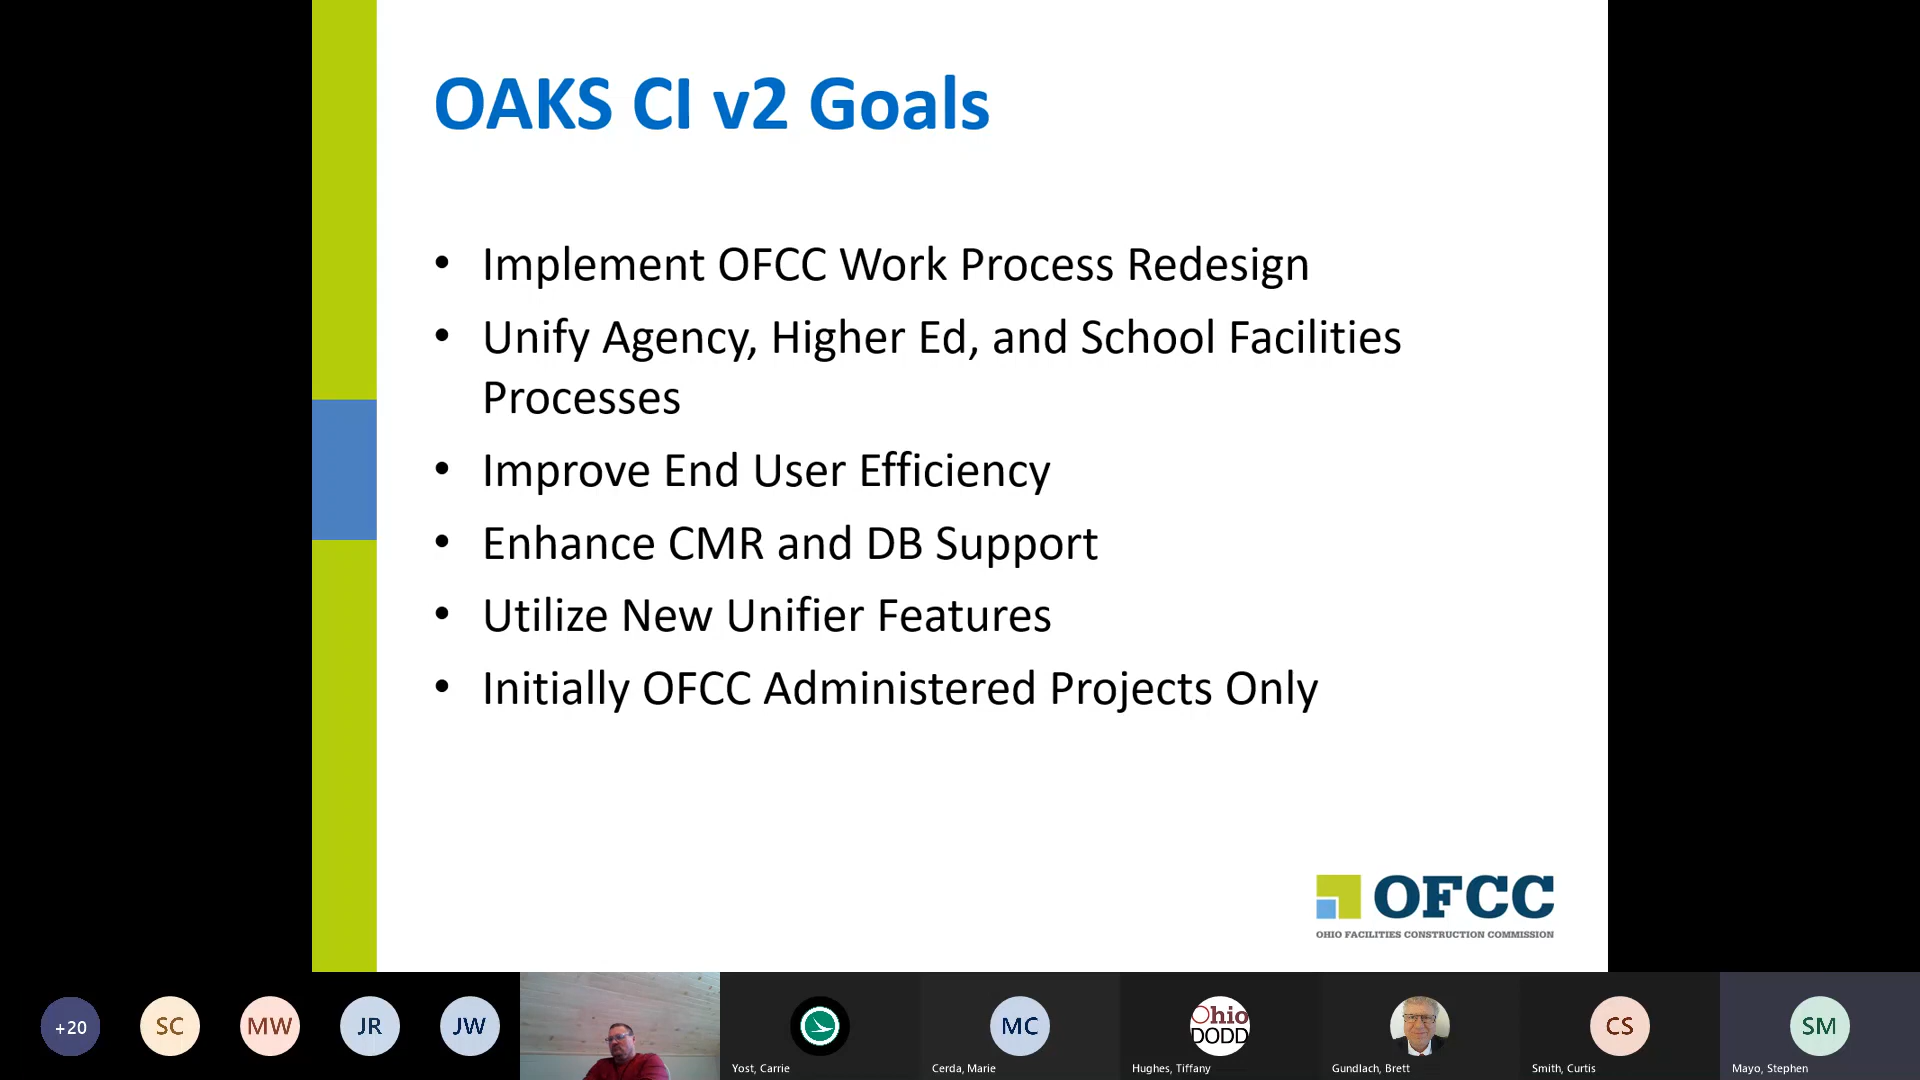 OAKS CI v2 Goals
• Implement OFCC Work Process Redesign
• Unify Agency, Higher Ed, and School Facilities
Processes
• Improve End User Efficiency
• Enhance CMR and DB Support
• Utilize New Unifier Features
• Initially OFCC Administered Projects Only
OFCC
OHIO FACILITIES CONSTRUCTION COMMISSION
+20
SC
MW
JR
JW
Yost, Carrie
MC
Cerda, Marie
Ohio
DODD
Hughes, Tiffany
Gundlach, Brett
CS
Smith, Curtis
SM
Mayo, Stephen